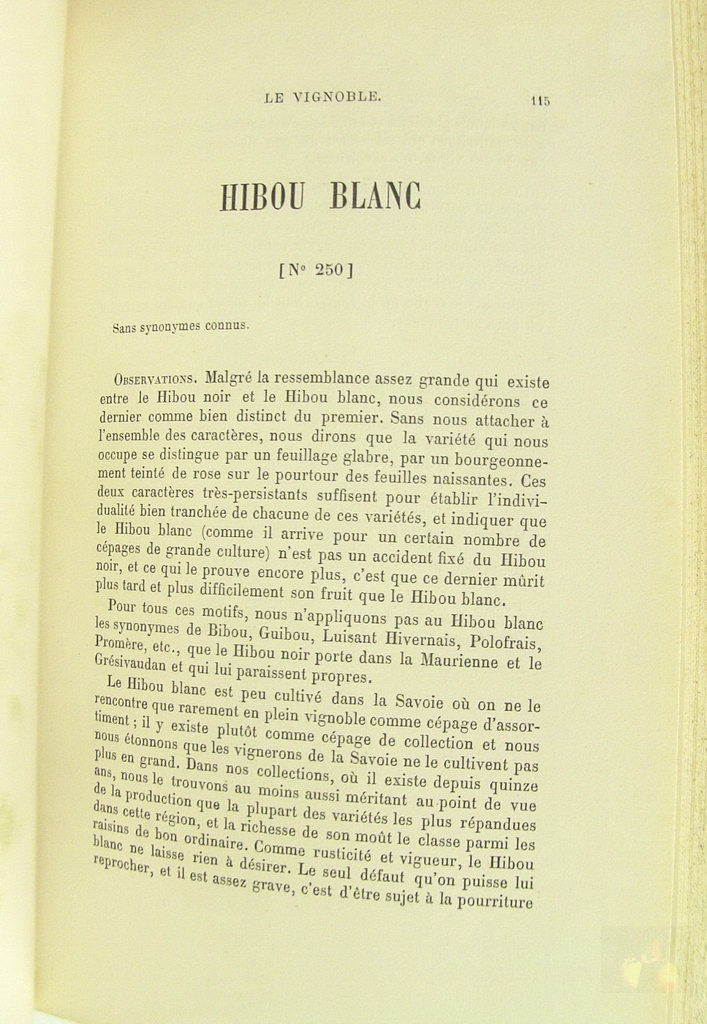 LE VIGNOBLE. 115
HIBOU BLANC
[N° 250]
Sans synonymes connus.
OBSERVATIONS. Malgré la ressemblance assez grande qui existe
entre le Hibou noir et le Hibou blanc, nous considérons ce
dernier comme bien distinct du premier. Sans nous attacher à
l'ensemble des caractères, nous dirons que la variété qui nous
occupe se distingue par un feuillage glabre, par un bourgeonne-
ment teinté de rose sur le pourtour des feuilles naissantes. Ces
deux caractères très-persistants suffisent pour établir l'indivi-
dualité bien tranchée de chacune de ces variétés, et indiquer que
le Hibou blanc (comme il arrive pour un certain nombre de
cépages de grande culture) n'est pas un accident fixé du Hibou
noir, et ce qui le prouve encore plus, c'est que ce dernier mûrit
plus tard et plus difficilement son fruit que le Hibou blanc.
Pour tous ces motifs, nous n'appliquons pas au Hibou blanc
les synonymes de Bibou, Guibou, Luisant Hivernais, Polofrais,
Promère, etc., que le Hibou noir porte dans la Maurienne et le
Grésivaudan et qui lui paraissent propres.
Le Hibou blanc est peu cultivé dans la Savoie où on ne le
rencontre que rarement en plein vignoble comme cépage d'assor-
timent ; il y existe plutôt comme cépage de collection et nous
nous étonnons que les vignerons de la Savoie ne le cultivent pas
plus en grand. Dans nos collections, où il existe depuis quinze
ans, nous le trouvons au moins aussi méritant au point de vue
de la production que la plupart des variétés les plus répandues
dans cette région, et la richesse de son moût le classe parmi les
raisins de bon ordinaire. Comme rusticité et vigueur, le Hibou
blanc ne laisse rien à désirer. Le seul défaut qu'on puisse lui
reprocher, et il est assez grave, c'est d'être sujet à la pourriture